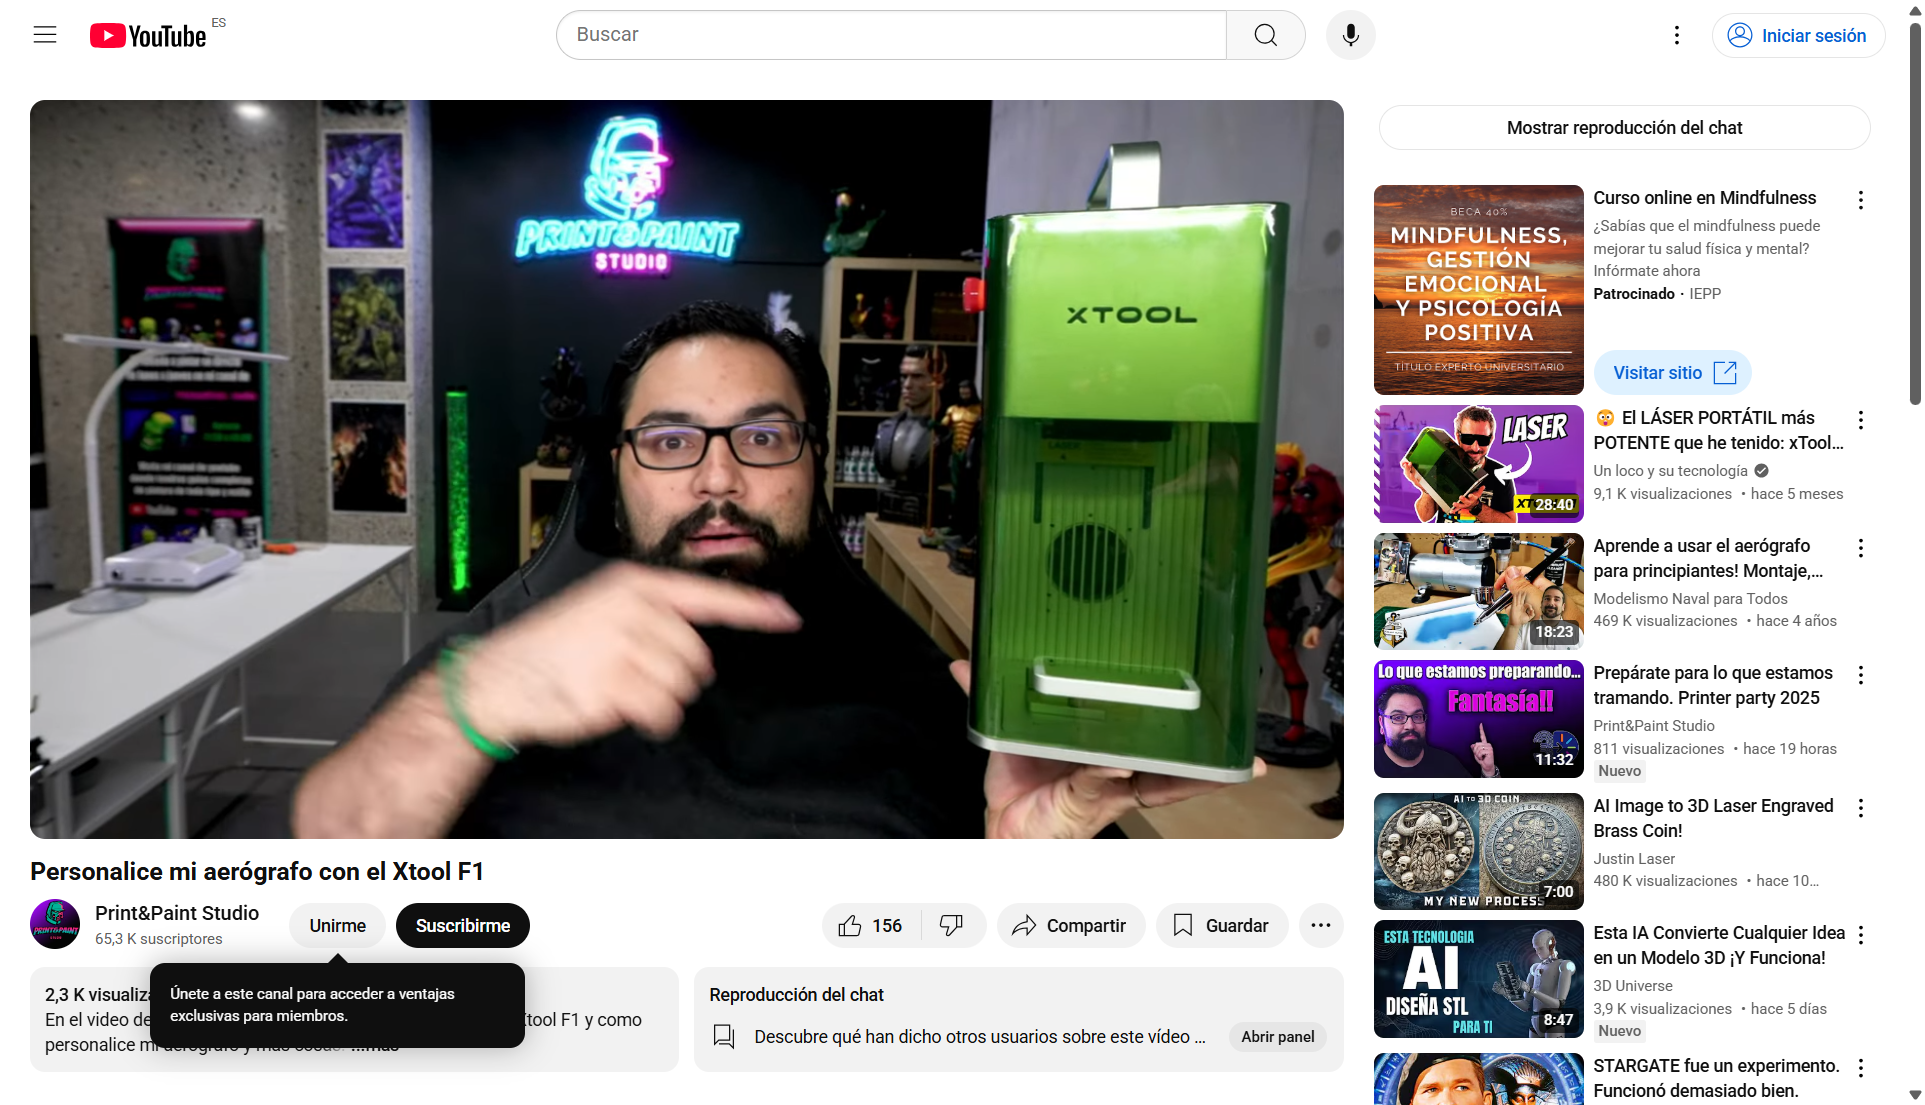 YouTube
ES
Buscar
Iniciar sesión
PRINT&PAINT
STUDIO
XTOOL
Personalice mi aerógrafo con el Xtool F1
Print&Paint Studio
65,3 K suscriptores
Unirme
Suscribirme
156
Compartir
Guardar
Únete a este canal para acceder a ventajas
exclusivas para miembros.
2,3 K
En el video de
tool F1 y como
personalice mi aerógrafo y más cosas. ...más
Reproducción del chat
Descubre qué han dicho otros usuarios sobre este vídeo ...
Abrir panel
Mostrar reproducción del chat
BECA 40%
MINDFULNESS,
GESTIÓN
EMOCIONAL
Y PSICOLOGÍA
POSITIVA
TÍTULO EXPERTO UNIVERSITARIO
Curso online en Mindfulness
¿Sabías que el mindfulness puede
mejorar tu salud física y mental?
Infórmate ahora
Patrocinado · IEPP
Visitar sitio
LASER
28:40
😳 El LÁSER PORTÁTIL más
POTENTE que he tenido: xTool...
Un loco y su tecnología
9,1 K visualizaciones • hace 5 meses
18:23
Aprende a usar el aerógrafo
para principiantes! Montaje,...
Modelismo Naval para Todos
469 K visualizaciones • hace 4 años
Lo que estamos preparando...
Fantasía!!
11:32
Prepárate para lo que estamos
tramando. Printer party 2025
Print&Paint Studio
811 visualizaciones • hace 19 horas
Nuevo
AI TO 3D COIN
7:00
MY NEW PROCESS
AI Image to 3D Laser Engraved
Brass Coin!
Justin Laser
480 K visualizaciones • hace 10...
ESTA TECNOLOGIA
AI
DISEÑA STL
PARA TI
8:47
Esta IA Convierte Cualquier Idea
en un Modelo 3D ¡Y Funciona!
3D Universe
3,9 K visualizaciones • hace 5 días
Nuevo
STARGATE fue un experimento.
Funcionó demasiado bien.